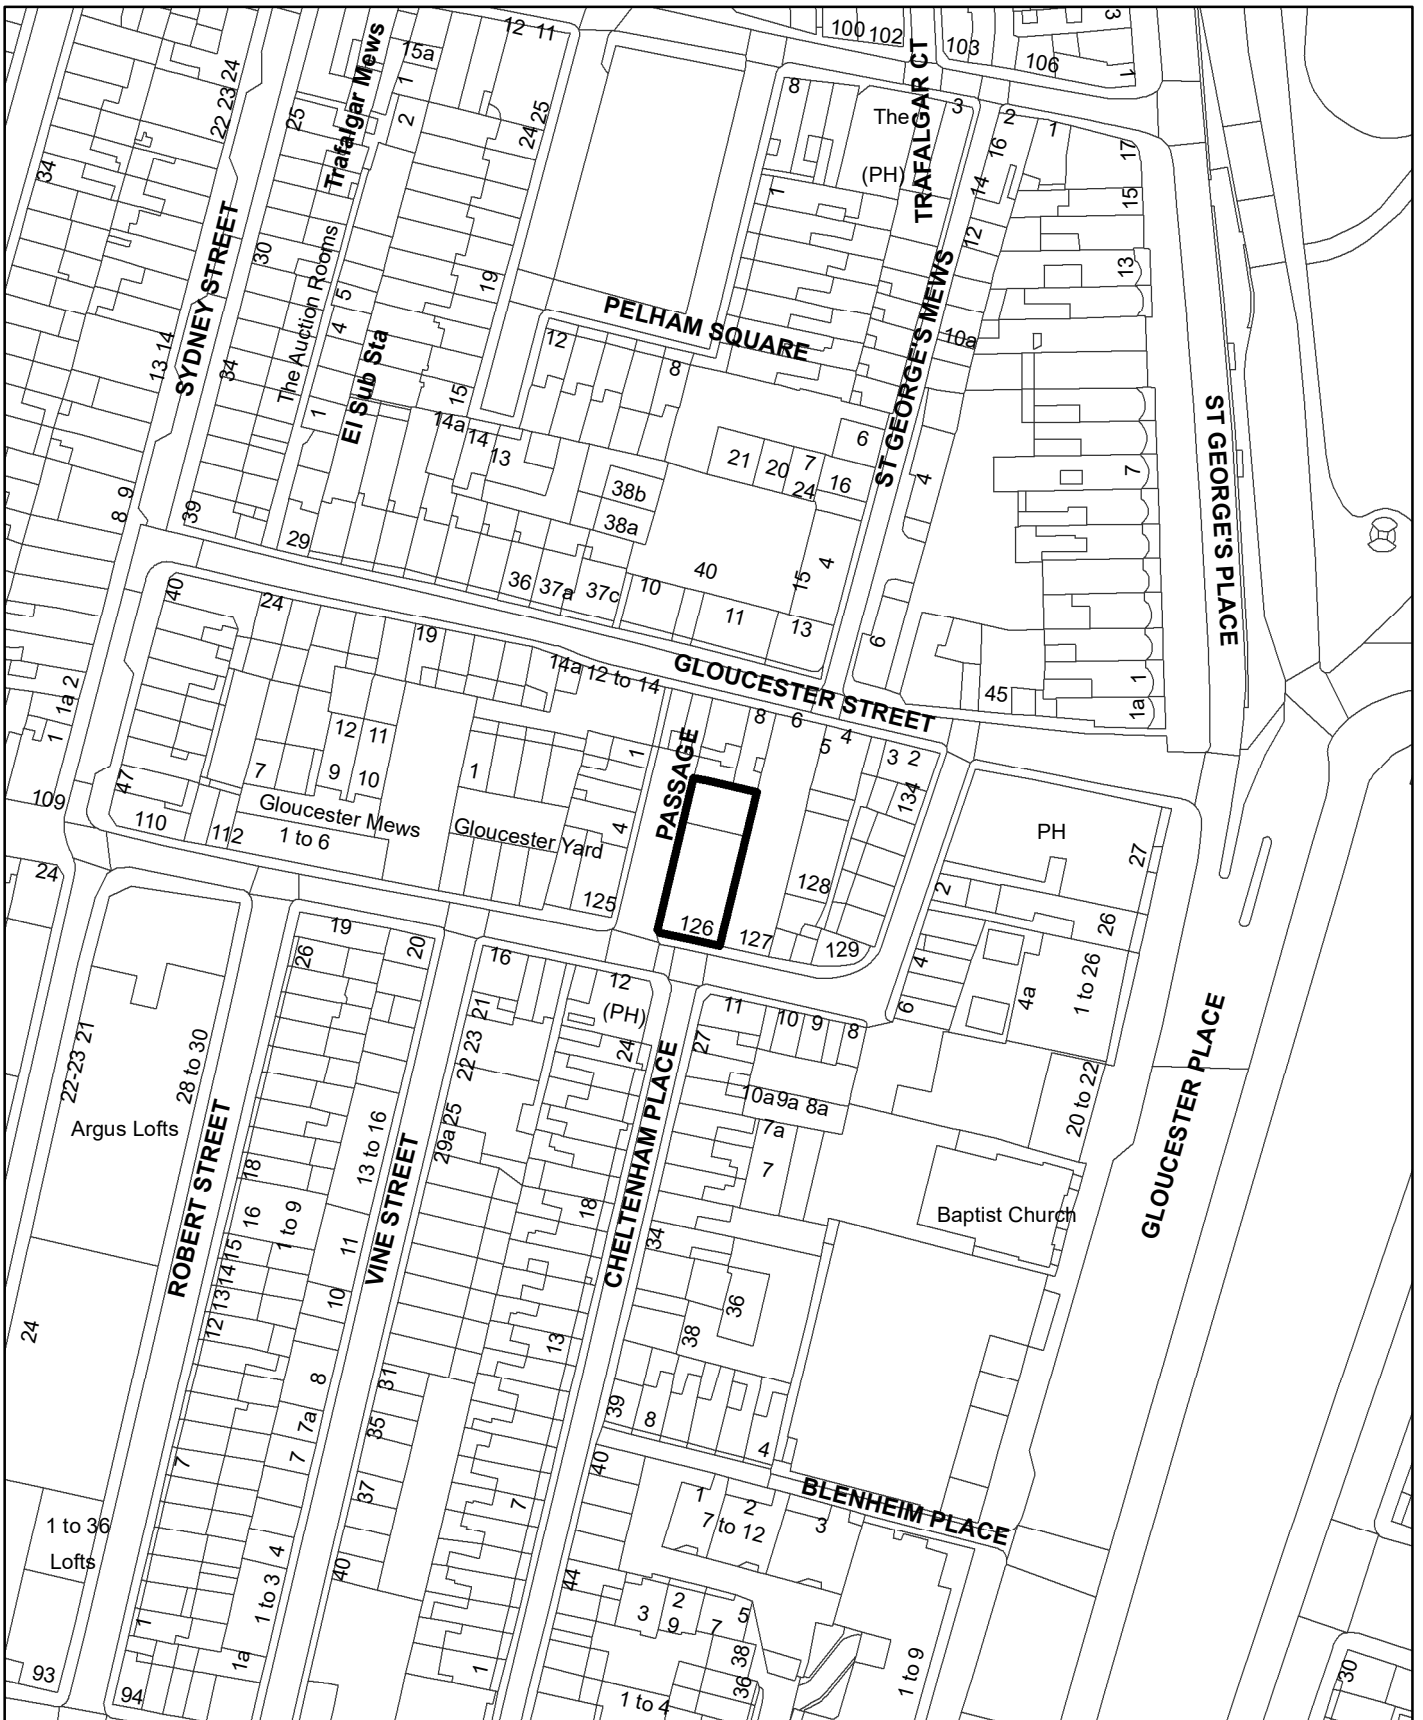 12 11
100 102
103
3
106
1
15a
1
22 23 24
25
Trafalgar Mews
2
24 25
8
The
(PH)
TRAFALGAR CT
3
2
1
16
17
34
14
15
1
SYDNEY STREET
30
The Auction Rooms
5
4
19
PELHAM SQUARE
12
ST GEORGE'S MEWS
13
10a
13 14
34
El Sub Sta
12
8
15
1
14a
14
13
6
21
20
7
24
16
ST GEORGE'S PLACE
4
7
38b
38a
9
8
39
29
36
37a
37c
10
40
15
4
11
13
6
40
24
19
14a
12 to 14
GLOUCESTER STREET
45
1
1a
1a 2
1
8
6
5
4
3
2
PASSAGE
12
11
9
10
7
1
1
4
134
47
109
110
112
Gloucester Mews
1 to 6
Gloucester Yard
125
126
127
128
129
PH
27
2
26
24
19
26
20
16
12
(PH)
11
10
9
8
4
6
4a
1 to 26
22-23 21
28 to 30
21
22 23
24
27
25
29a
10a
9a
8a
7a
7
20 to 22
Argus Lofts
ROBERT STREET
18
16
15
14
13
12
1 to 9
13 to 16
11
10
VINE STREET
CHELTENHAM PLACE
18
34
Baptist Church
GLOUCESTER PLACE
24
36
38
13
8
7a
7
31
35
37
39
8
4
40
7
7
BLENHEIM PLACE
1
2
7 to 12
3
1 to 36
Lofts
4
1 to 3
40
44
3
2
9
7
5
38
36
1
1a
1
93
94
1 to 4
1 to 9
30